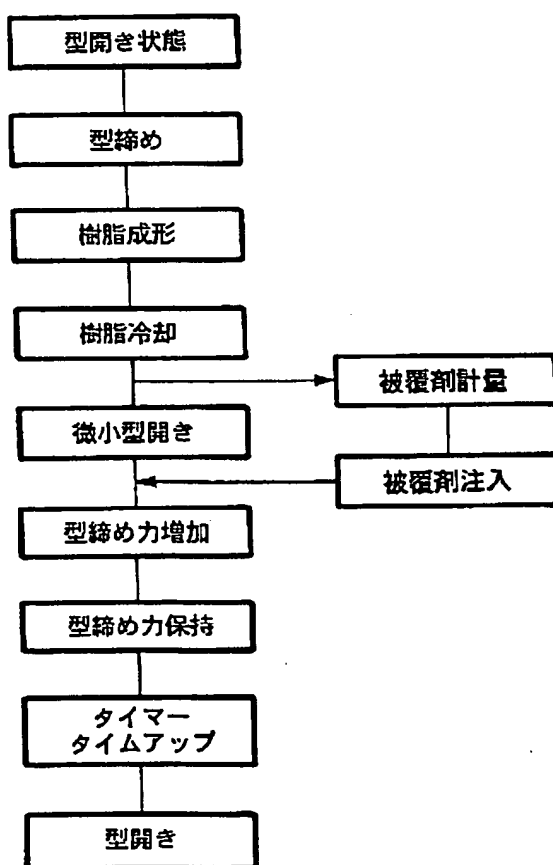 型開き状態
型締め
樹脂成形
樹脂冷却
被覆剤計量
微小型開き
被覆剤注入
型締め力増加
型締め力保持
タイマー
タイムアップ
型開き